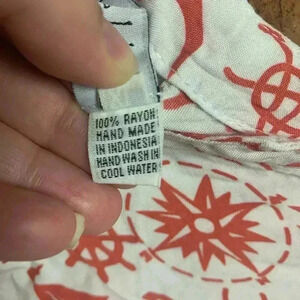 100% RAYON
HAND MADE
IN INDONESIA
HAND WASH IN
COOL WATER